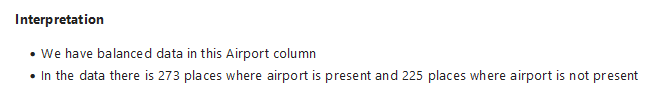 Interpretation
• We have balanced data in this Airport column
• In the data there is 273 places where airport is present and 225 places where airport is not present